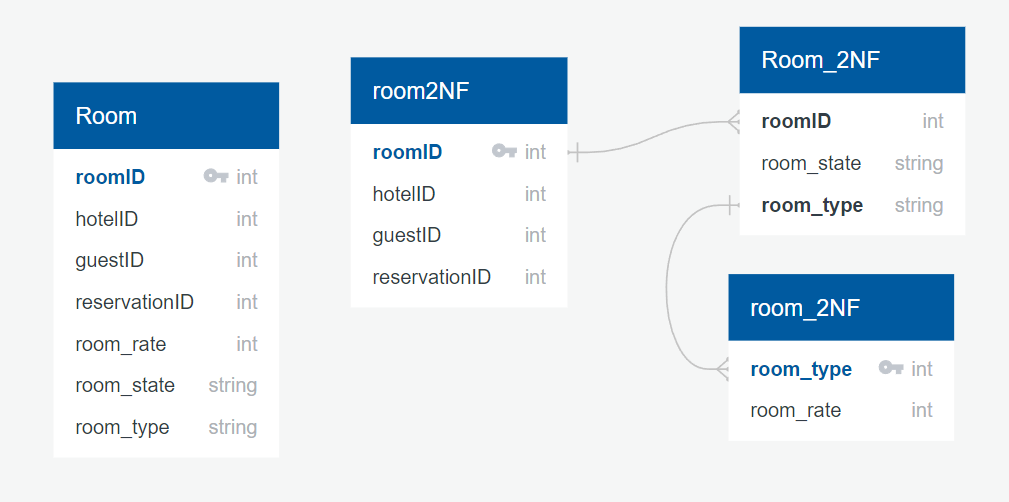 Room
roomID int
hotelID int
guestID int
reservationID int
room_rate int
room_state string
room_type string
room2NF
roomID int
hotelID int
guestID int
reservationID int
Room_2NF
roomID int
room_state string
room_type string
room_2NF
room_type int
room_rate int